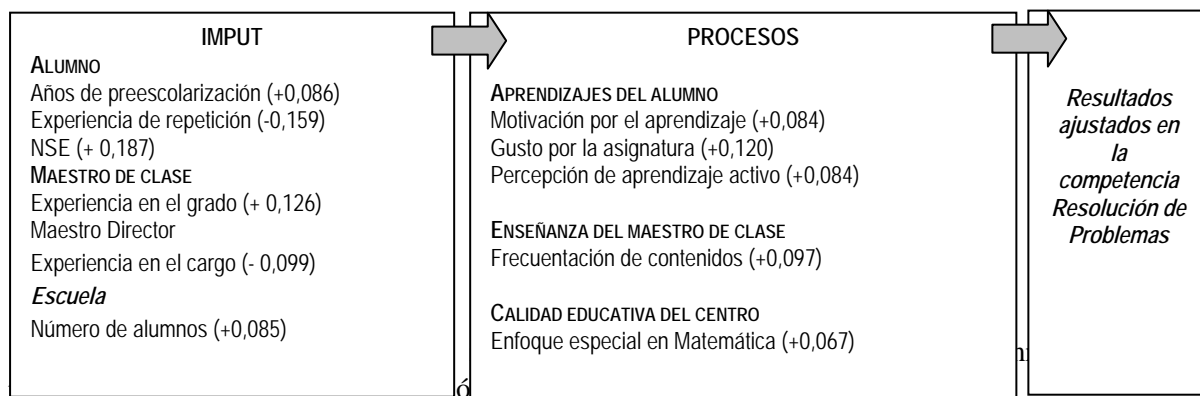 IMPUT
ALUMNO
Años de preescolarización (+0,086)
Experiencia de repetición (-0,159)
NSE (+ 0,187)
MAESTRO DE CLASE
Experiencia en el grado (+ 0,126)
Maestro Director
Experiencia en el cargo (- 0,099)
Escuela
Número de alumnos (+0,085)
PROCESOS
APRENDIZAJES DEL ALUMNO
Motivación por el aprendizaje (+0,084)
Gusto por la asignatura (+0,120)
Percepción de aprendizaje activo (+0,084)
ENSEÑANZA DEL MAESTRO DE CLASE
Frecuentación de contenidos (+0,097)
CALIDAD EDUCATIVA DEL CENTRO
Enfoque especial en Matemática (+0,067)
Resultados
ajustados en
la
competencia
Resolución de
Problemas